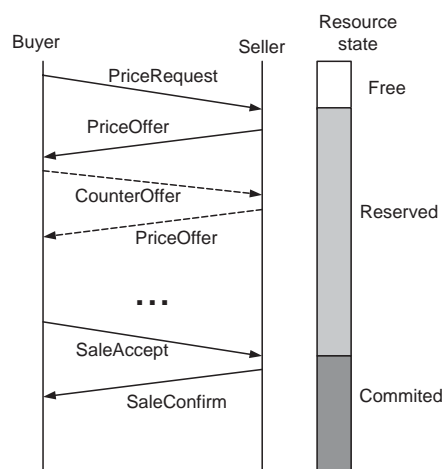 Buyer
Seller
Resource
state
PriceRequest
Free
PriceOffer
CounterOffer
Reserved
PriceOffer
...
SaleAccept
SaleConfirm
Commited